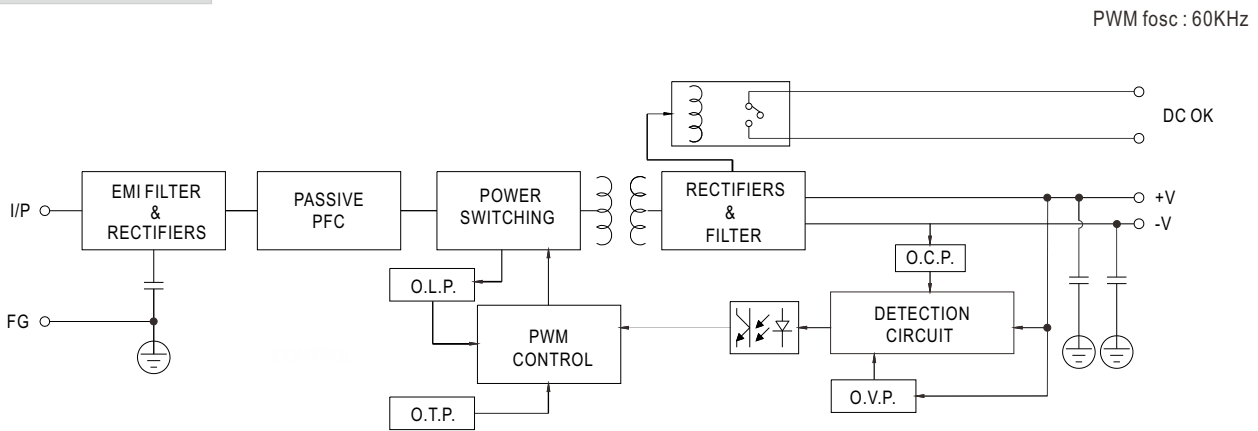 PWM fosc : 60KHz
DC OK
I/P
EMI FILTER
&
RECTIFIERS
PASSIVE
PFC
POWER
SWITCHING
RECTIFIERS
&
FILTER
+V
-V
O.C.P.
O.L.P.
FG
PWM
CONTROL
DETECTION
CIRCUIT
O.T.P.
O.V.P.